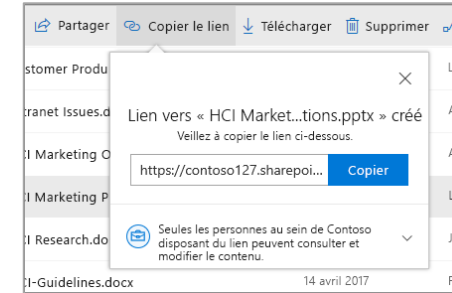 Partager Copier le lien Télécharger Supprimer
stomer Produ
tranet Issues.d
Lien vers « HCI Market...tions.pptx » créé
Veillez à copier le lien ci-dessous.
I Marketing O
https://contoso127.sharepoi... Copier
I Marketing P
Seules les personnes au sein de Contoso
disposant du lien peuvent consulter et
modifier le contenu.
I Research.do
I-Guidelines.docx 14 avril 2017